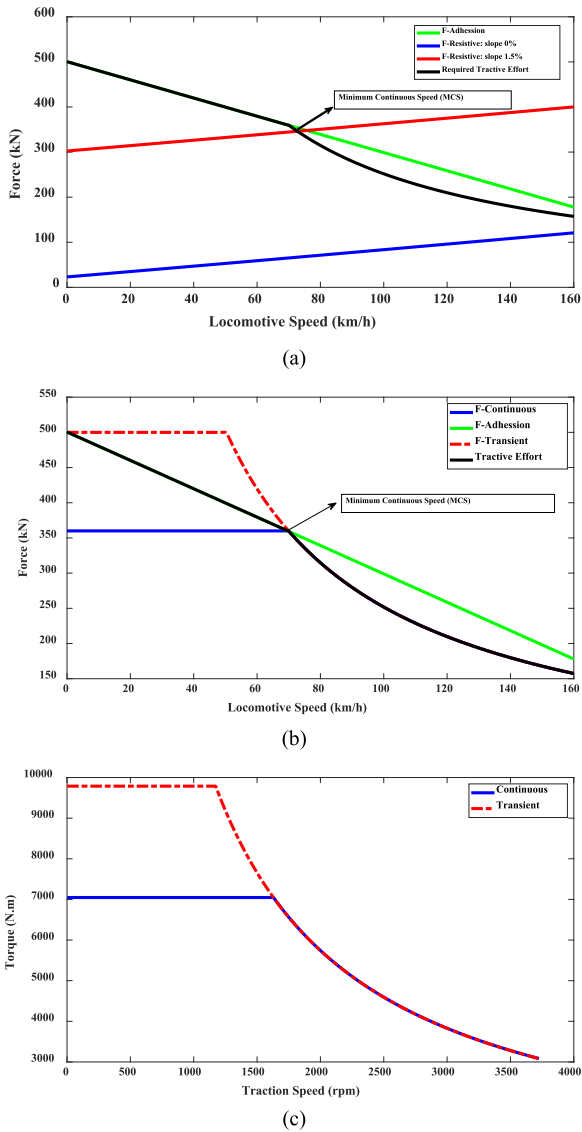 600
500
400
300
200
100
0
Force (kN)
F-Adhession
F-Resistive: slope 0%
F-Resistive: slope 1.5%
Required Tractive Effort
Minimum Continuous Speed (MCS)
0 20 40 60 80 100 120 140 160
Locomotive Speed (km/h)
(a)
550
500
450
400
350
300
250
200
150
Force (kN)
F-Continuous
F-Adhession
F-Transient
Tractive Effort
Minimum Continuous Speed (MCS)
0 20 40 60 80 100 120 140 160
Locomotive Speed (km/h)
(b)
10000
9000
8000
7000
6000
5000
4000
3000
Torque (N.m)
Continuous
Transient
0 500 1000 1500 2000 2500 3000 3500 4000
Traction Speed (rpm)
(c)